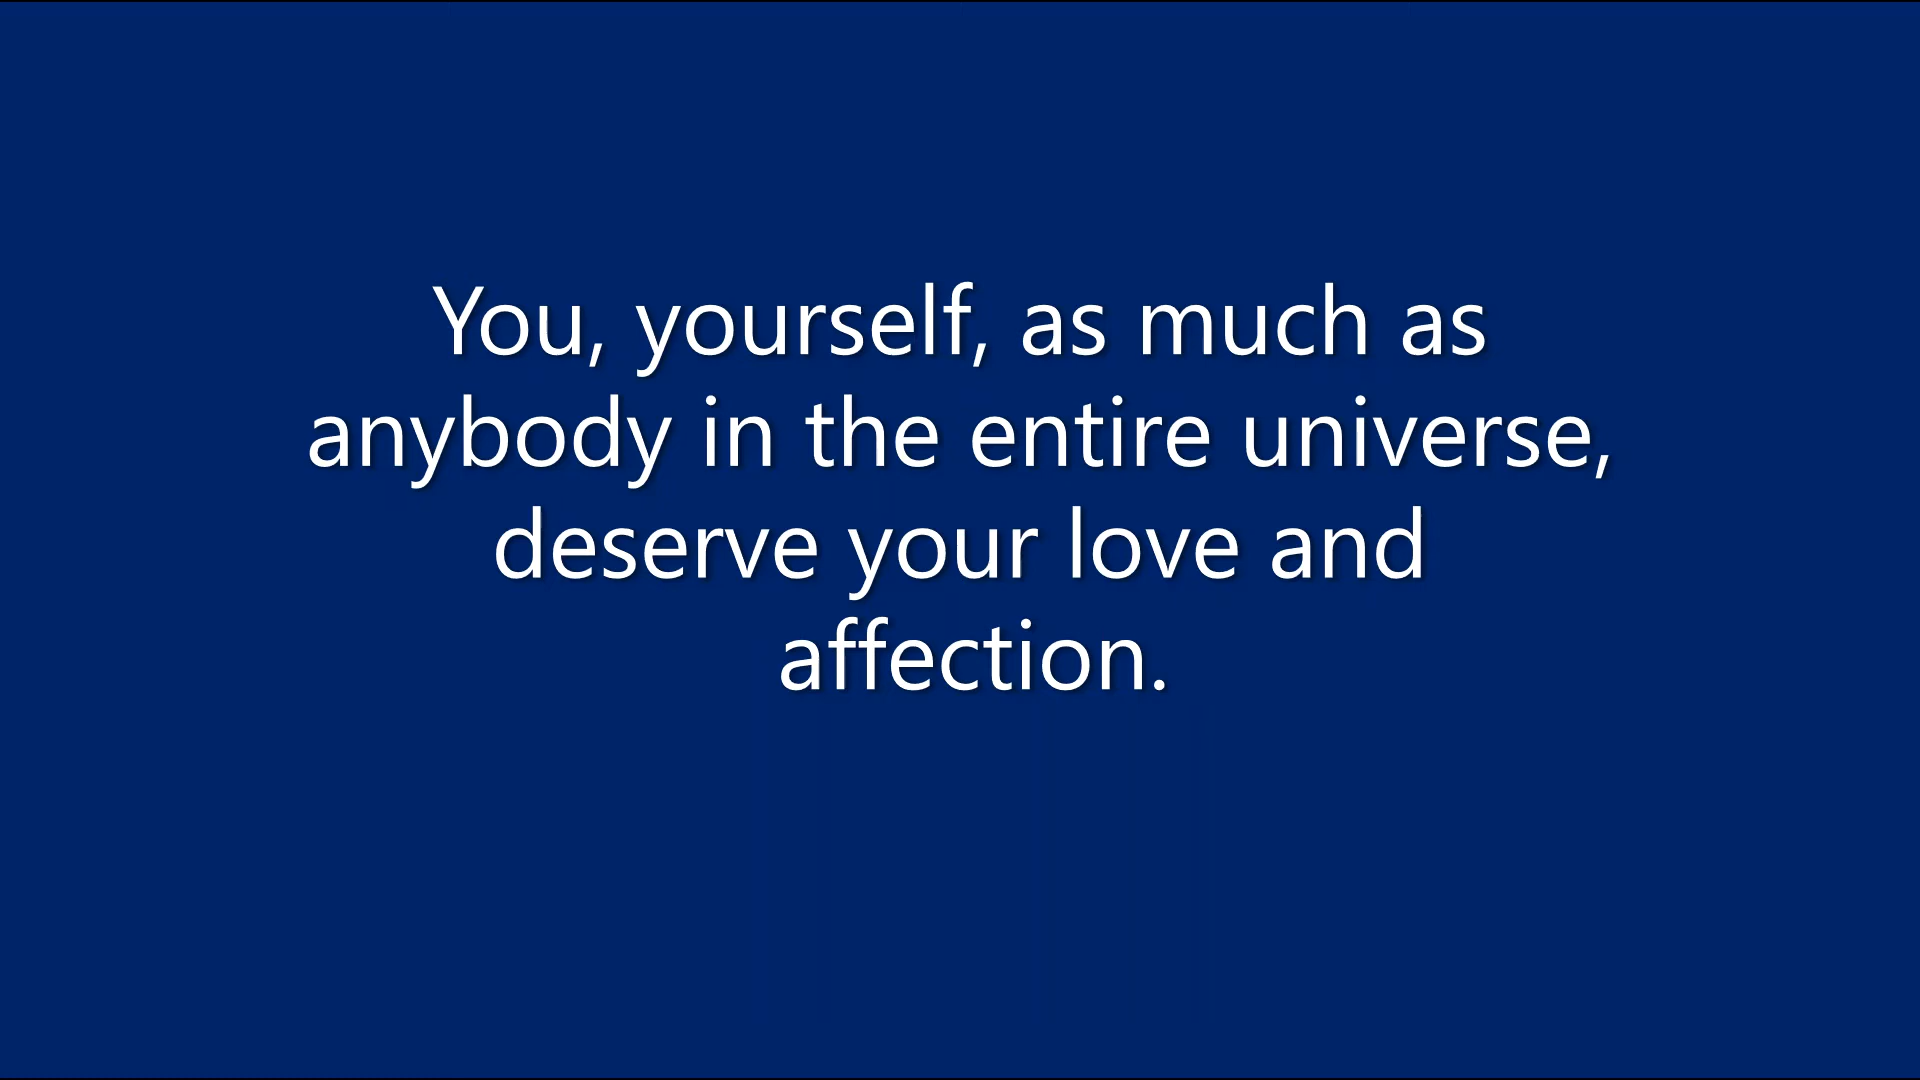 You, yourself, as much as
anybody in the entire universe,
deserve your love and
affection.